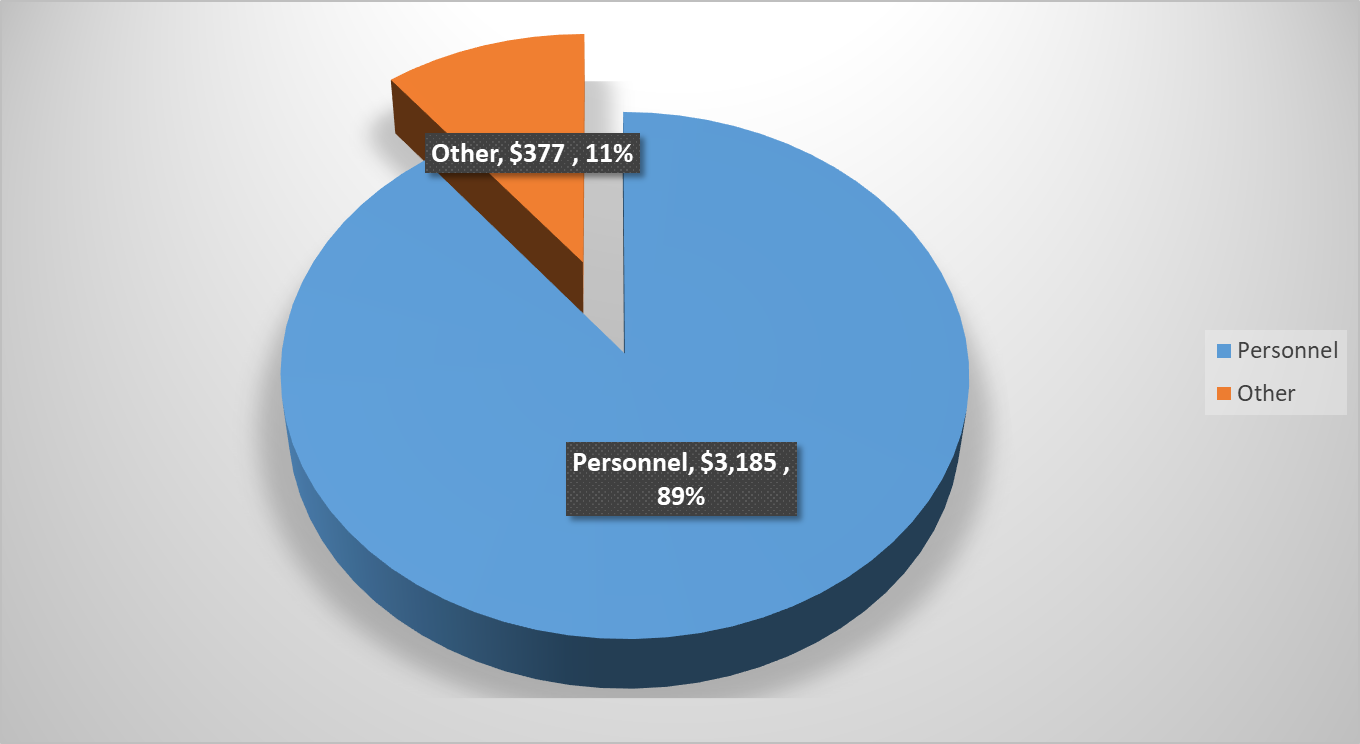 Other, $377 , 11%
Personnel, $3,185 ,
89%
Personnel
Other